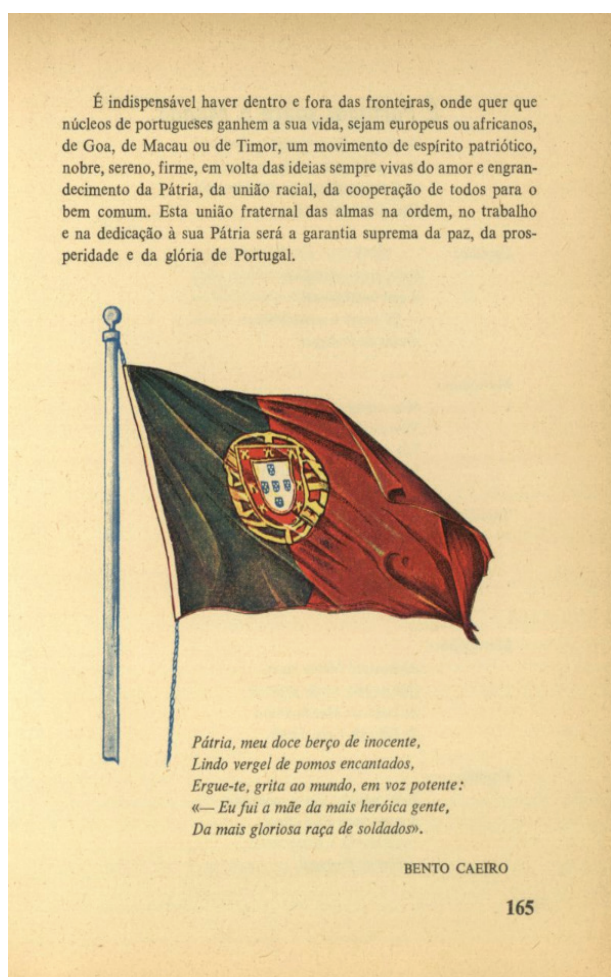 É indispensável haver dentro e fora das fronteiras, onde quer que
núcleos de portugueses ganhem a sua vida, sejam europeus ou africanos,
de Goa, de Macau ou de Timor, um movimento de espírito patriótico,
nobre, sereno, firme, em volta das ideias sempre vivas do amor e engran-
decimento da Pátria, da união racial, da cooperação de todos para o
bem comum. Esta união fraternal das almas na ordem, no trabalho
e na dedicação à sua Pátria será a garantia suprema da paz, da pros-
peridade e da glória de Portugal.
Pátria, meu doce berço de inocente,
Lindo vergel de pomos encantados,
Ergue-te, grita ao mundo, em voz potente:
«— Eu fui a mãe da mais heróica gente,
Da mais gloriosa raça de soldados».
BENTO CAEIRO
165